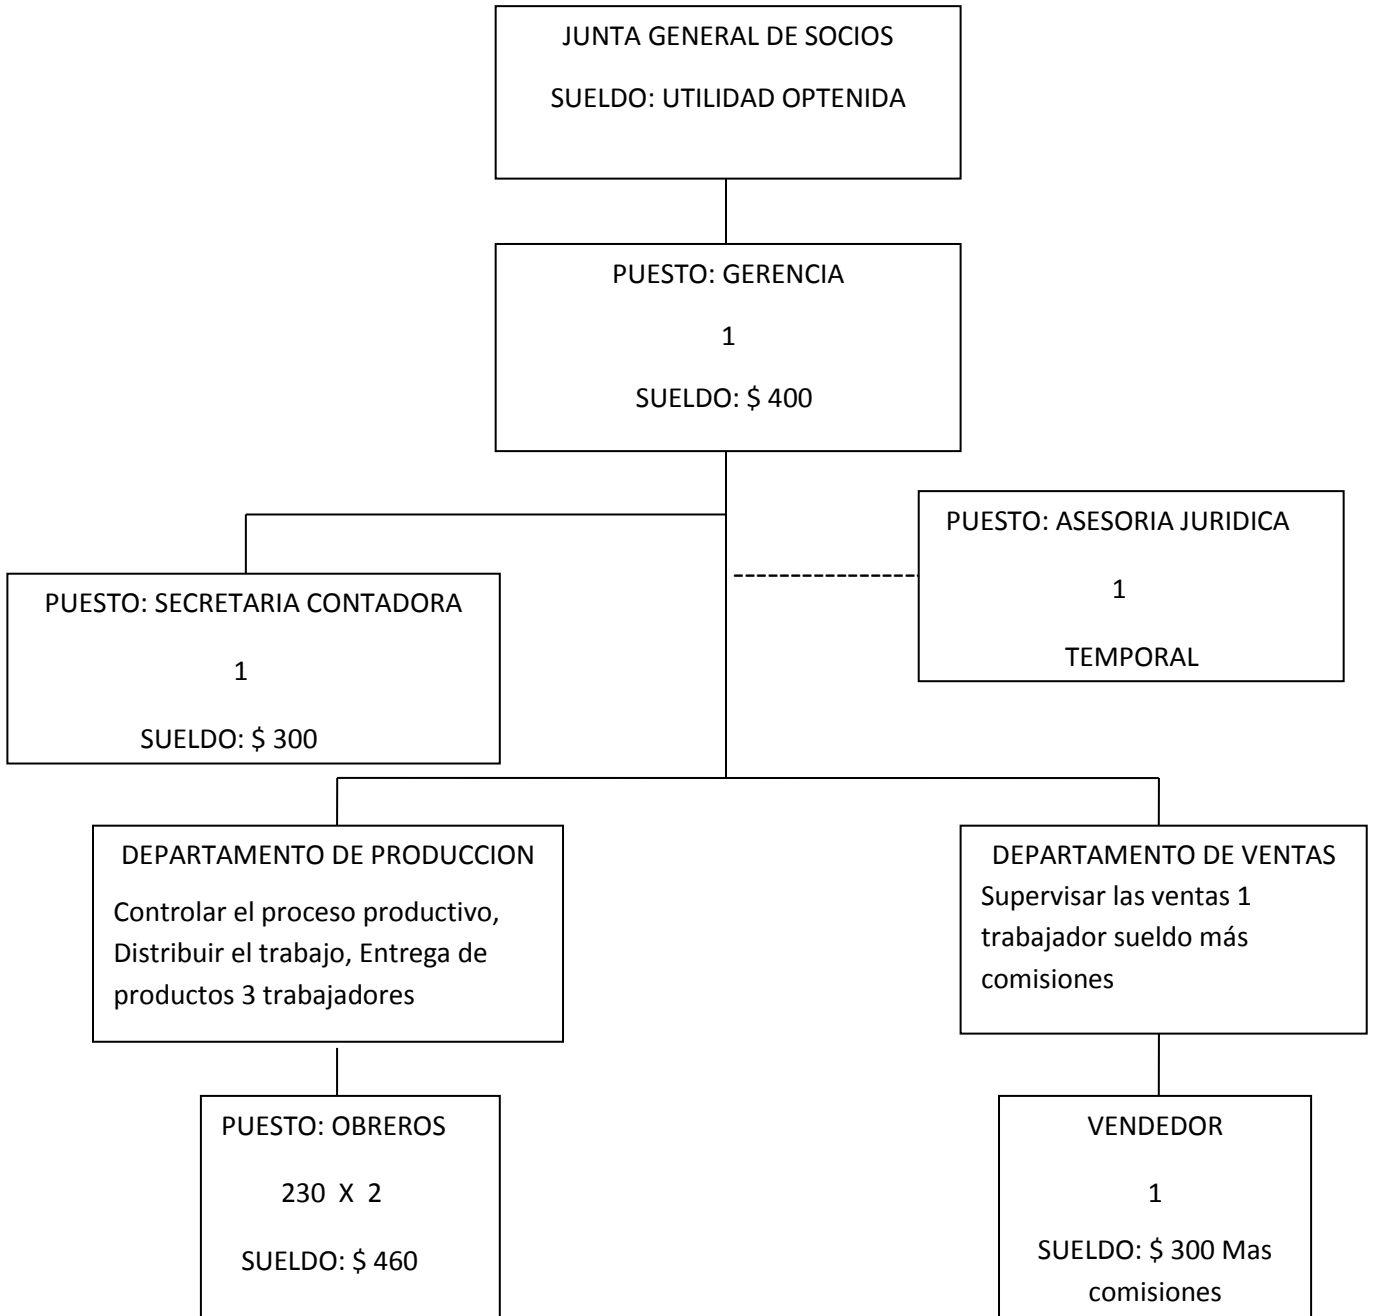 JUNTA GENERAL DE SOCIOS
SUELDO: UTILIDAD OPTENIDA
PUESTO: GERENCIA
1
SUELDO: $ 400
PUESTO: ASESORIA JURIDICA
1
TEMPORAL
PUESTO: SECRETARIA CONTADORA
1
SUELDO: $ 300
DEPARTAMENTO DE PRODUCCION
Controlar el proceso productivo,
Distribuir el trabajo, Entrega de
productos 3 trabajadores
DEPARTAMENTO DE VENTAS
Supervisar las ventas 1
trabajador sueldo más
comisiones
PUESTO: OBREROS
230 X 2
SUELDO: $ 460
VENDEDOR
1
SUELDO: $ 300 Mas
comisiones